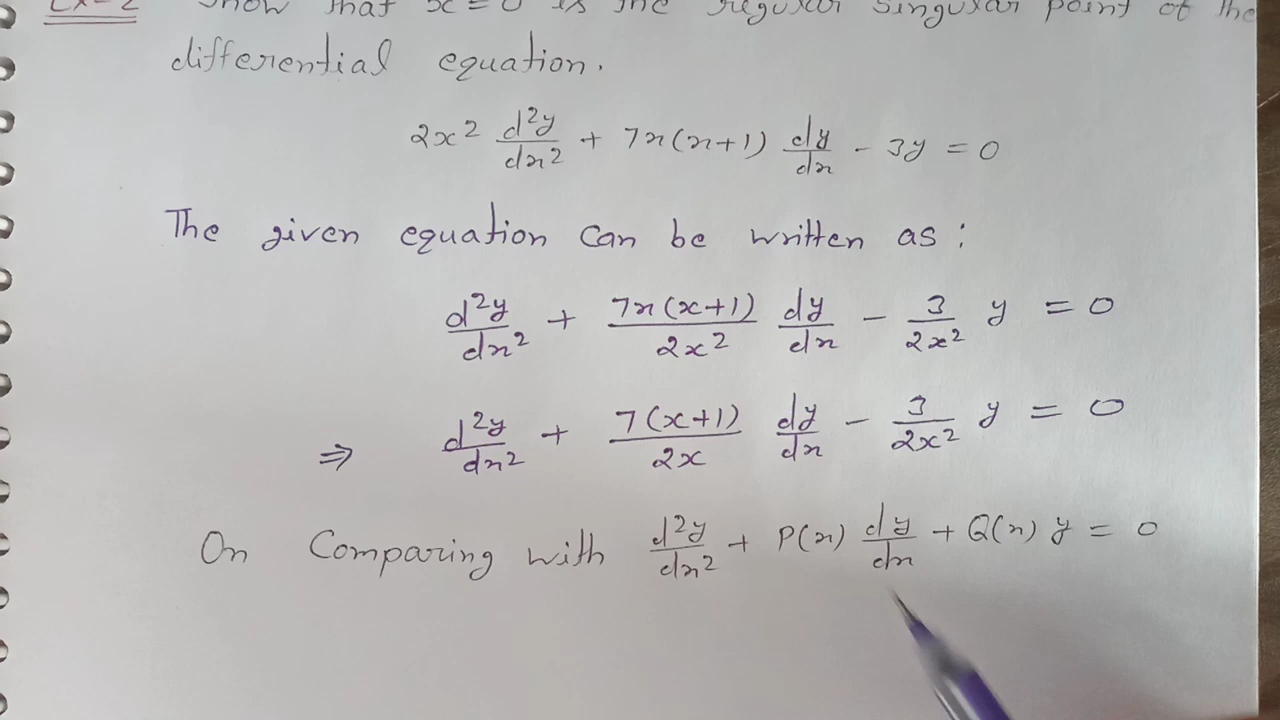 Ex-2 Show that x = 0 is the regular singular point of the
differential equation.
2x² d²y/dx² + 7x(x+1) dy/dx - 3y = 0
The given equation can be written as:
d²y/dx² + 7x(x+1)/2x² dy/dx - 3/2x² y = 0
⇒ d²y/dx² + 7(x+1)/2x dy/dx - 3/2x² y = 0
On Comparing with d²y/dx² + P(x) dy/dx + Q(x) y = 0